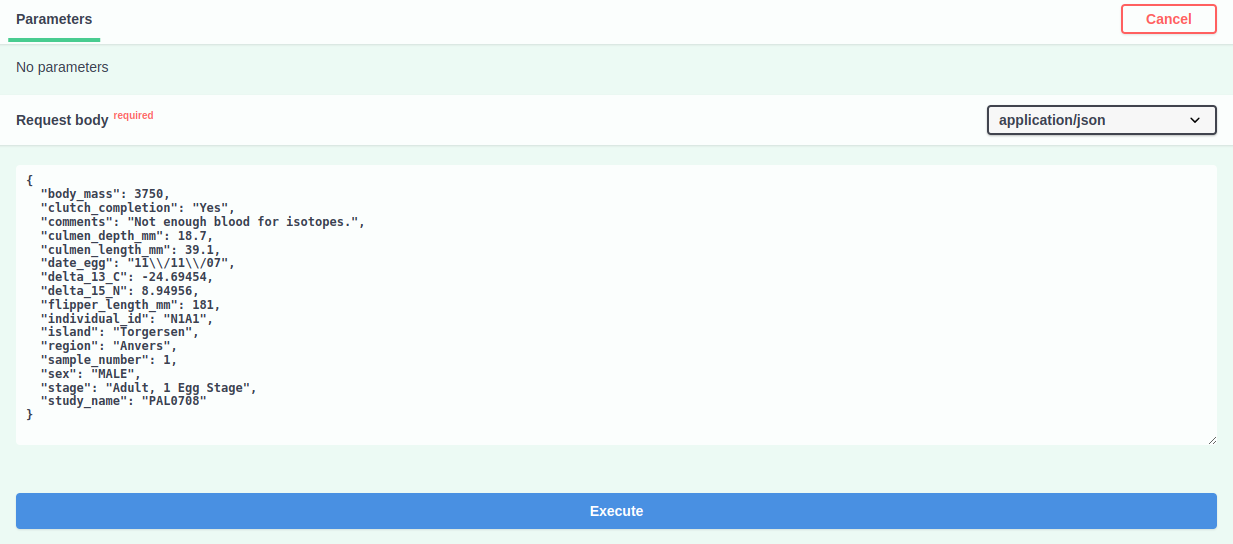 Parameters
Cancel
No parameters
Request body required
application/json
{
  "body_mass": 3750,
  "clutch_completion": "Yes",
  "comments": "Not enough blood for isotopes.",
  "culmen_depth_mm": 18.7,
  "culmen_length_mm": 39.1,
  "date_egg": "11\\/11\\/07",
  "delta_13_C": -24.69454,
  "delta_15_N": 8.94956,
  "flipper_length_mm": 181,
  "individual_id": "N1A1",
  "island": "Torgersen",
  "region": "Anvers",
  "sample_number": 1,
  "sex": "MALE",
  "stage": "Adult, 1 Egg Stage",
  "study_name": "PAL0708"
}
Execute